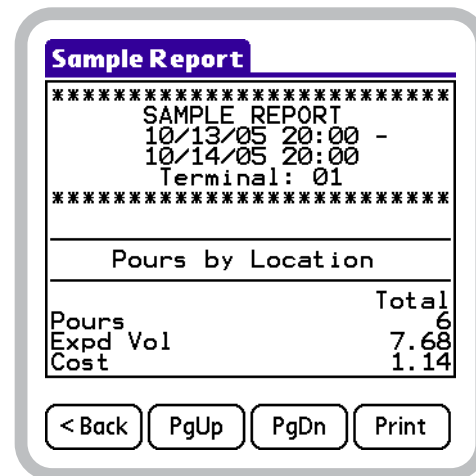 Sample Report
**************************
SAMPLE REPORT
10/13/05 20:00 -
10/14/05 20:00
Terminal: 01
**************************
Pours by Location
Total
Pours 6
Expd Vol 7.68
Cost 1.14
< Back PgUp PgDn Print